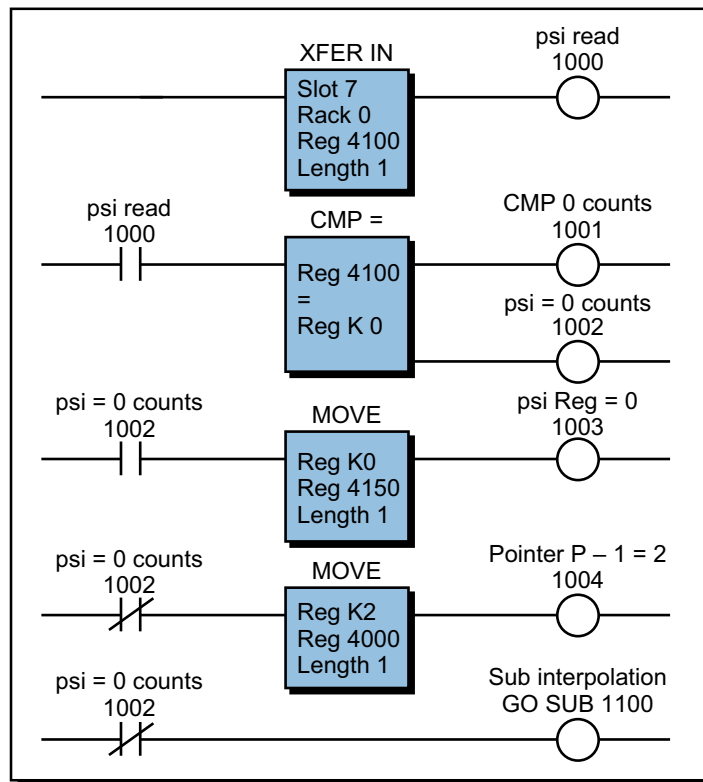 XFER IN
psi read
1000
Slot 7
Rack 0
Reg 4100
Length 1
psi read
1000
CMP =
Reg 4100
=
Reg K 0
CMP 0 counts
1001
psi = 0 counts
1002
psi = 0 counts
1002
MOVE
Reg K0
Reg 4150
Length 1
psi Reg = 0
1003
psi = 0 counts
1002
MOVE
Reg K2
Reg 4000
Length 1
Pointer P – 1 = 2
1004
psi = 0 counts
1002
Sub interpolation
GO SUB 1100